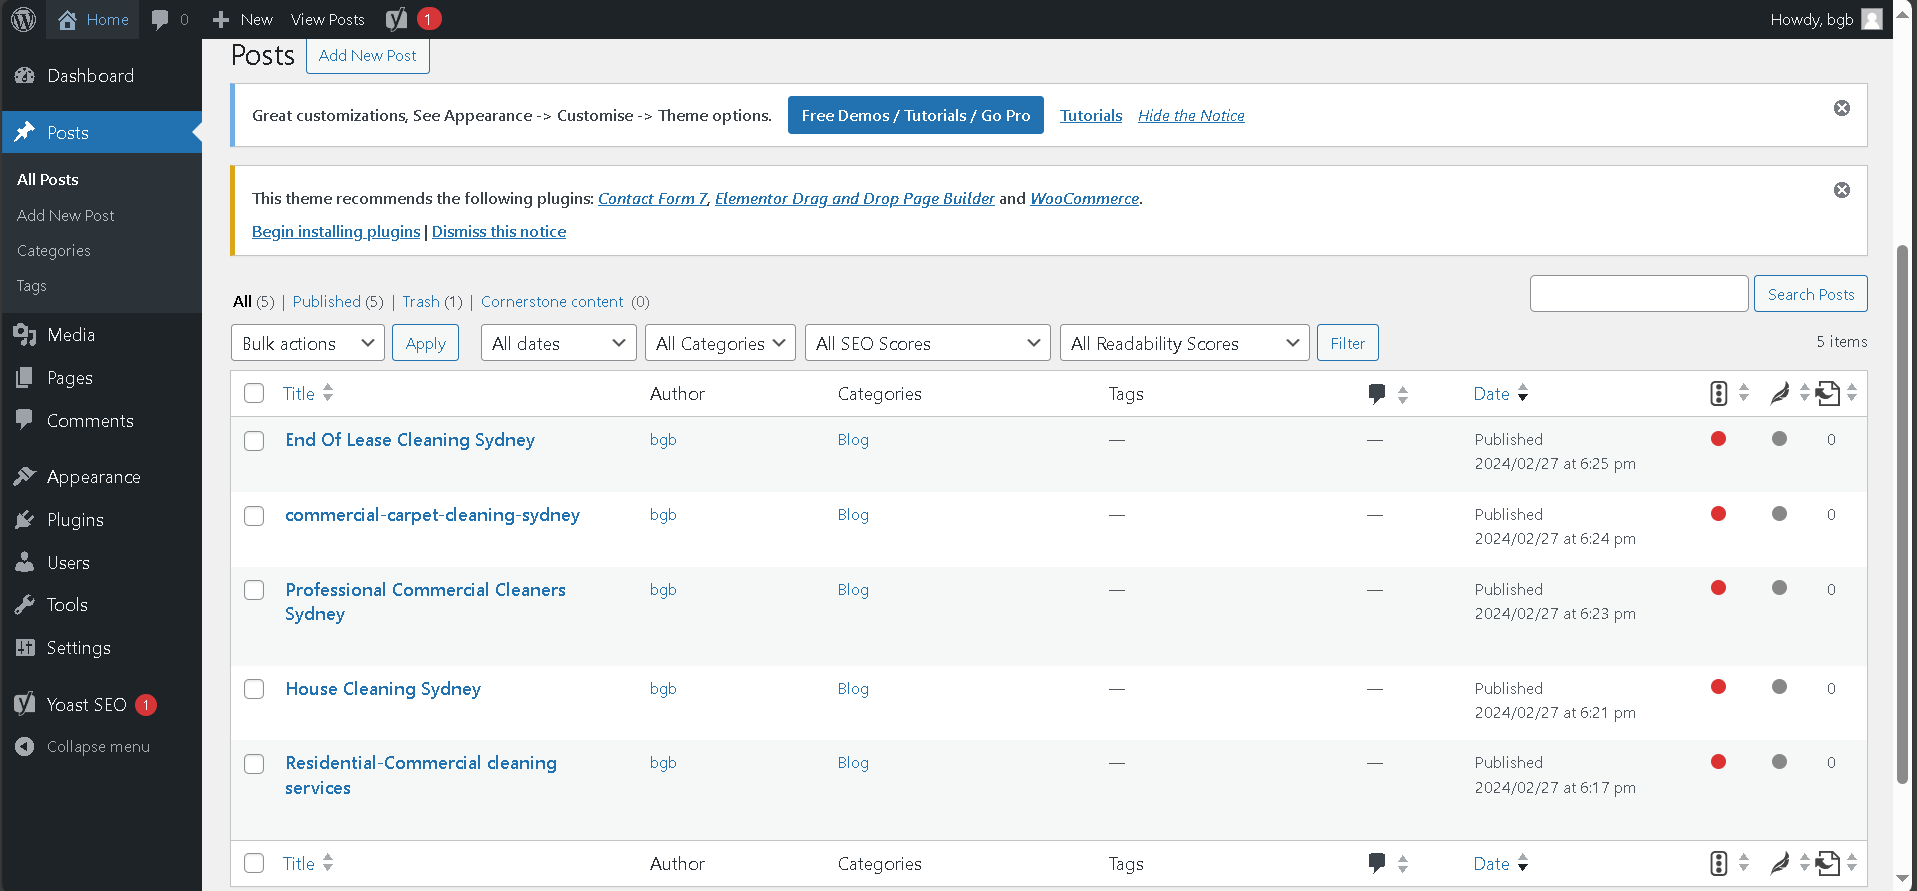 Home 0 New View Posts 1 Howdy, bgb
Dashboard
Posts
All Posts
Add New Post
Categories
Tags
Media
Pages
Comments
Appearance
Plugins
Users
Tools
Settings
Yoast SEO 1
Collapse menu
Posts Add New Post
Great customizations, See Appearance -> Customise -> Theme options. Free Demos / Tutorials / Go Pro Tutorials Hide the Notice
This theme recommends the following plugins: Contact Form 7, Elementor Drag and Drop Page Builder and WooCommerce.
Begin installing plugins | Dismiss this notice
All (5) | Published (5) | Trash (1) | Cornerstone content (0) Search Posts
Bulk actions Apply All dates All Categories All SEO Scores All Readability Scores Filter 5 items
Title Author Categories Tags Date
End Of Lease Cleaning Sydney bgb Blog — — Published 0
2024/02/27 at 6:25 pm
commercial-carpet-cleaning-sydney bgb Blog — — Published 0
2024/02/27 at 6:24 pm
Professional Commercial Cleaners bgb Blog — — Published 0
Sydney 2024/02/27 at 6:23 pm
House Cleaning Sydney bgb Blog — — Published 0
2024/02/27 at 6:21 pm
Residential-Commercial cleaning bgb Blog — — Published 0
services 2024/02/27 at 6:17 pm
Title Author Categories Tags Date